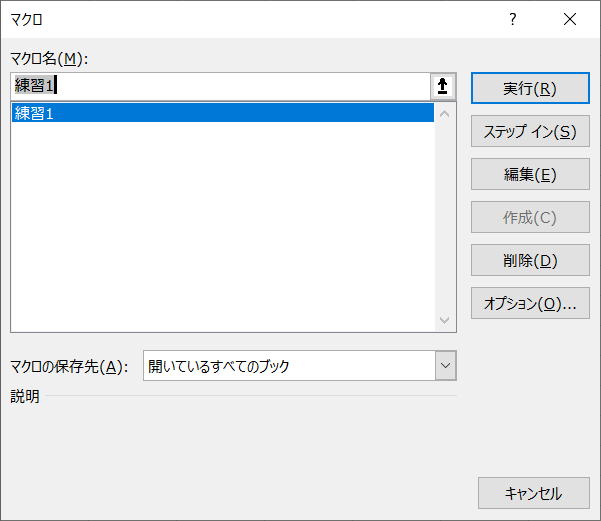 マクロ
マクロ名(M):
練習1
練習1
実行(R)
ステップ イン(S)
編集(E)
作成(C)
削除(D)
オプション(O)...
マクロの保存先(A):
開いているすべてのブック
説明
キャンセル